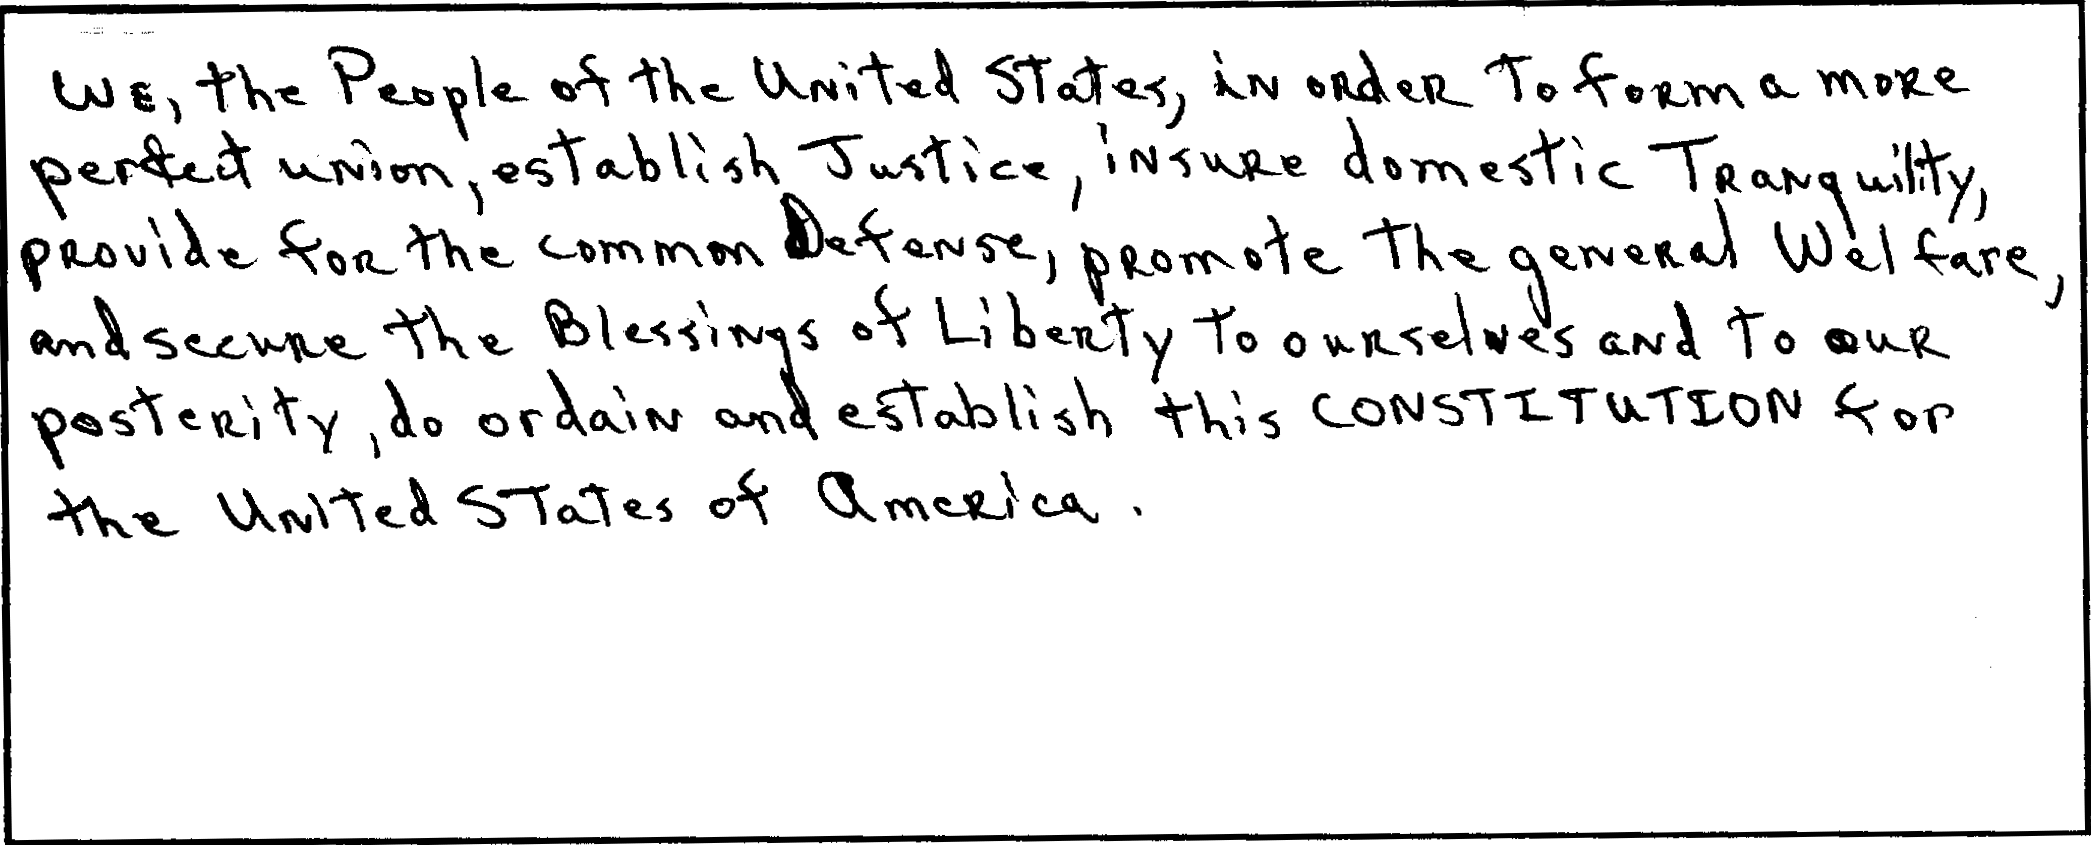 We, the People of the United States, in order to form a more
perfect union, establish Justice, insure domestic Tranquility,
provide for the common Defense, promote the general Welfare,
and secure the Blessings of Liberty to ourselves and to our
posterity, do ordain and establish this CONSTITUTION for
the United States of America.